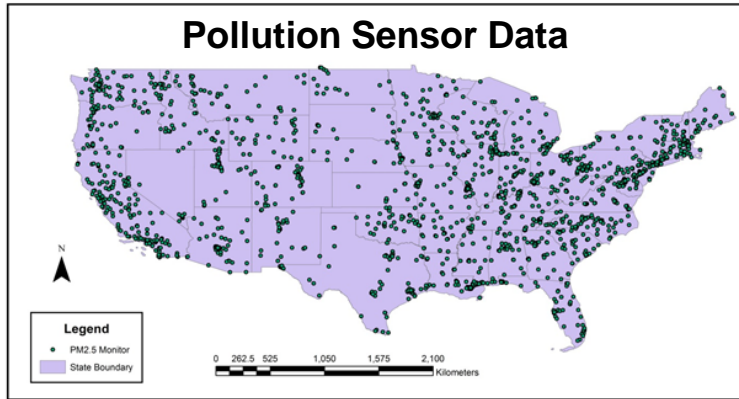 Pollution Sensor Data
N
Legend
PM2.5 Monitor
State Boundary
0 262.5 525 1,050 1,575 2,100
Kilometers